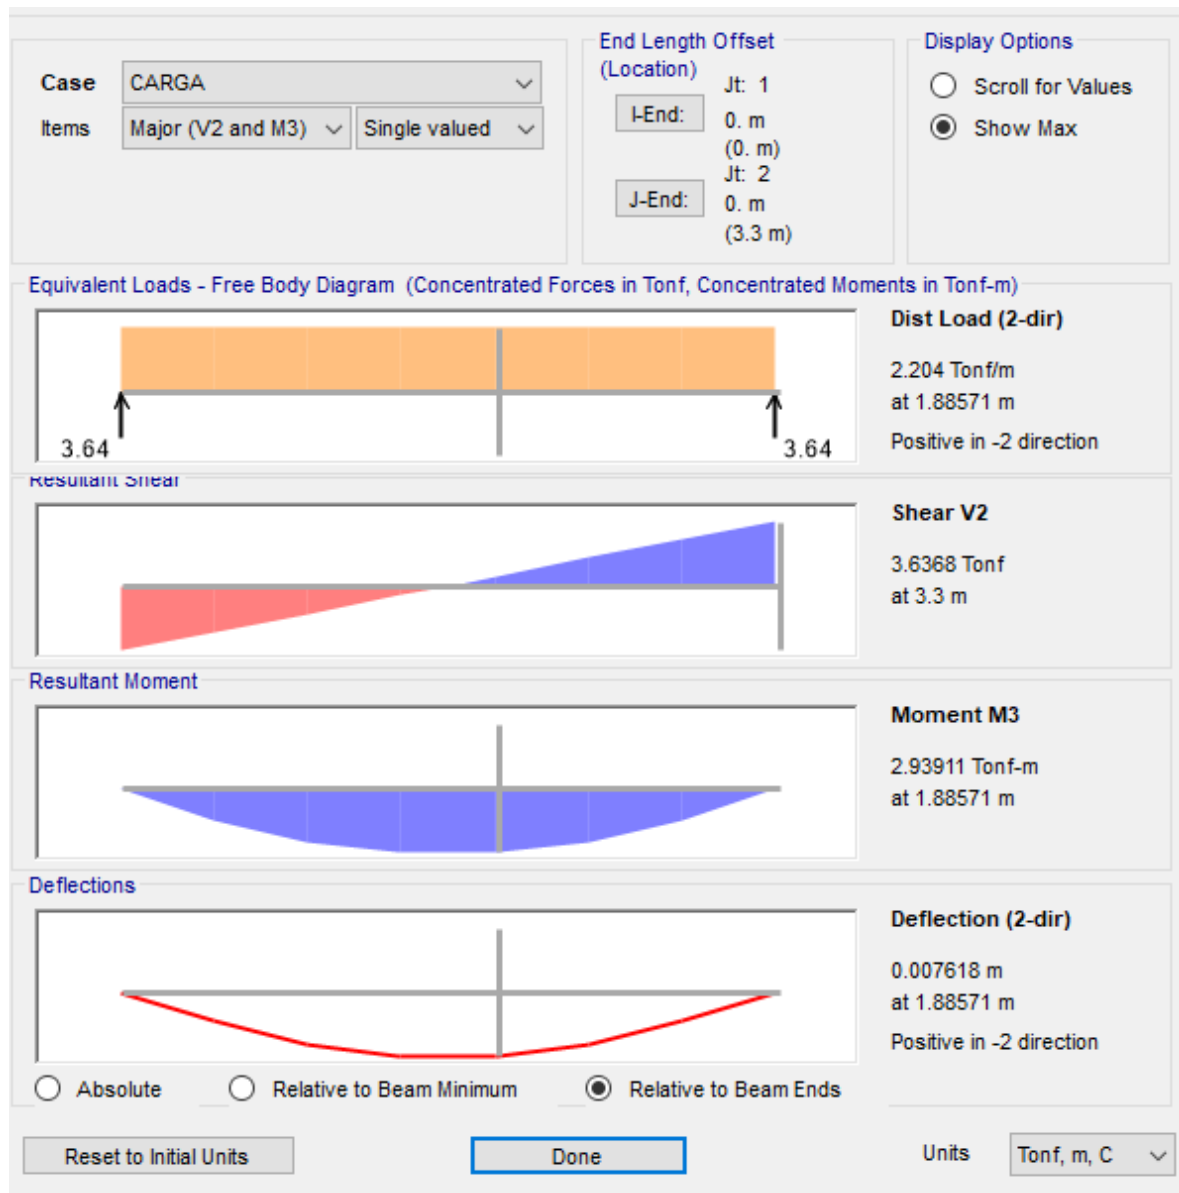 Case CARGA
Items Major (V2 and M3) Single valued
End Length Offset
(Location)
Jt: 1
I-End:
0. m
(0. m)
Jt: 2
J-End:
0. m
(3.3 m)
Display Options
Scroll for Values
Show Max
Equivalent Loads - Free Body Diagram (Concentrated Forces in Tonf, Concentrated Moments in Tonf-m)
3.64
3.64
Dist Load (2-dir)
2.204 Tonf/m
at 1.88571 m
Positive in -2 direction
Resultant Shear
Shear V2
3.6368 Tonf
at 3.3 m
Resultant Moment
Moment M3
2.93911 Tonf-m
at 1.88571 m
Deflections
Deflection (2-dir)
0.007618 m
at 1.88571 m
Positive in -2 direction
Absolute Relative to Beam Minimum Relative to Beam Ends
Reset to Initial Units Done Units Tonf, m, C